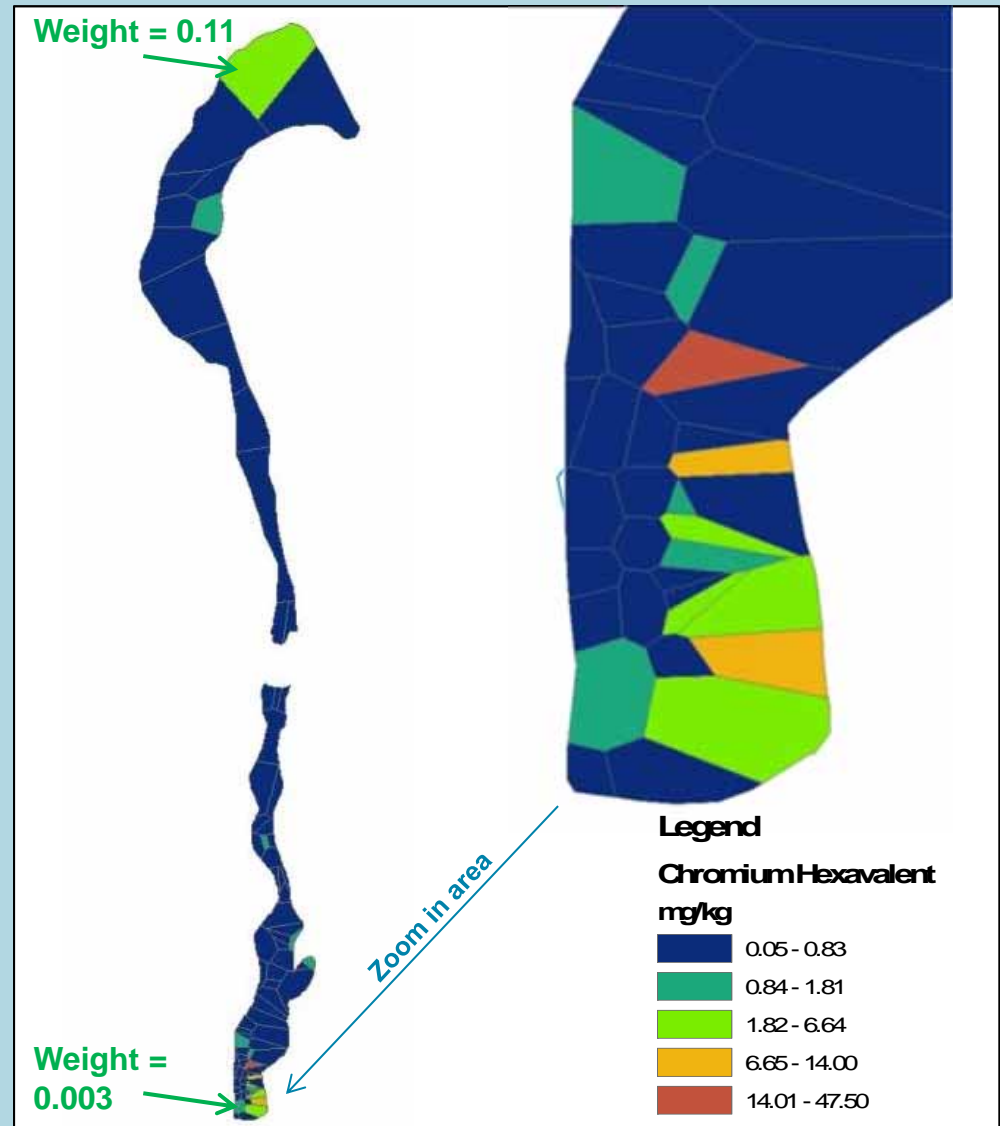 Weight = 0.11
Zoom in area
Weight =
0.003
Legend
Chromium Hexavalent
mg/kg
0.05 - 0.83
0.84 - 1.81
1.82 - 6.64
6.65 - 14.00
14.01 - 47.50